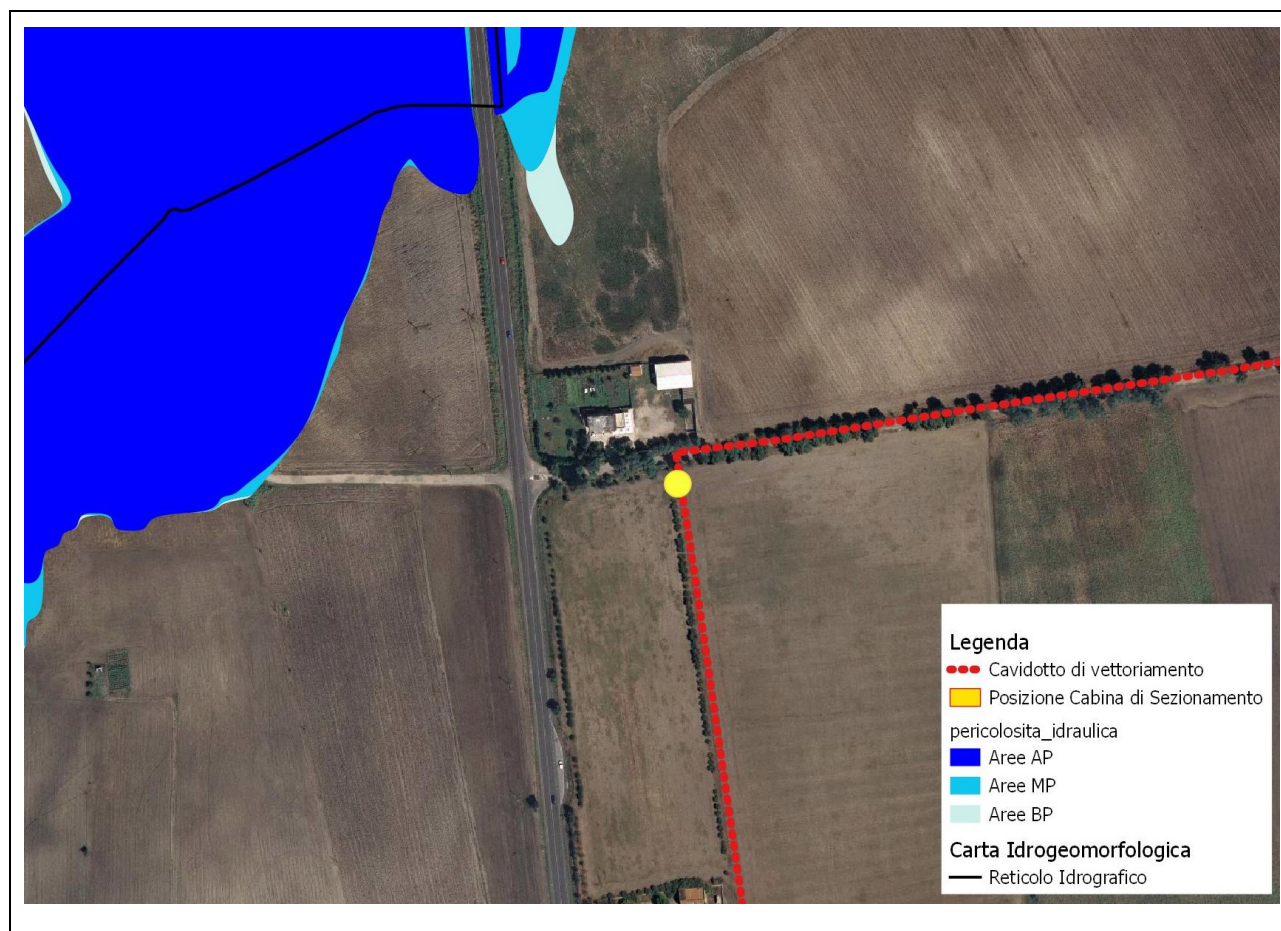 Legenda
Cavidotto di vettoriamento
Posizione Cabina di Sezionamento
pericolosita_idraulica
Aree AP
Aree MP
Aree BP
Carta Idrogeomorfologica
Reticolo Idrografico